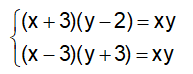 (x + 3)(y − 2) = xy
(x − 3)(y + 3) = xy